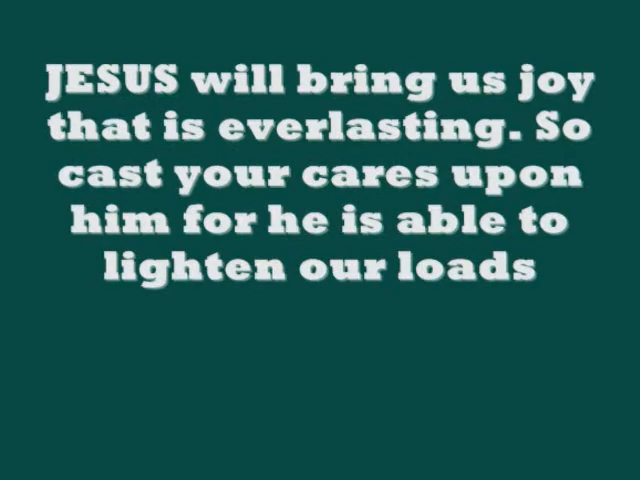 JESUS will bring us joy
that is everlasting. So
cast your cares upon
him for he is able to
lighten our loads